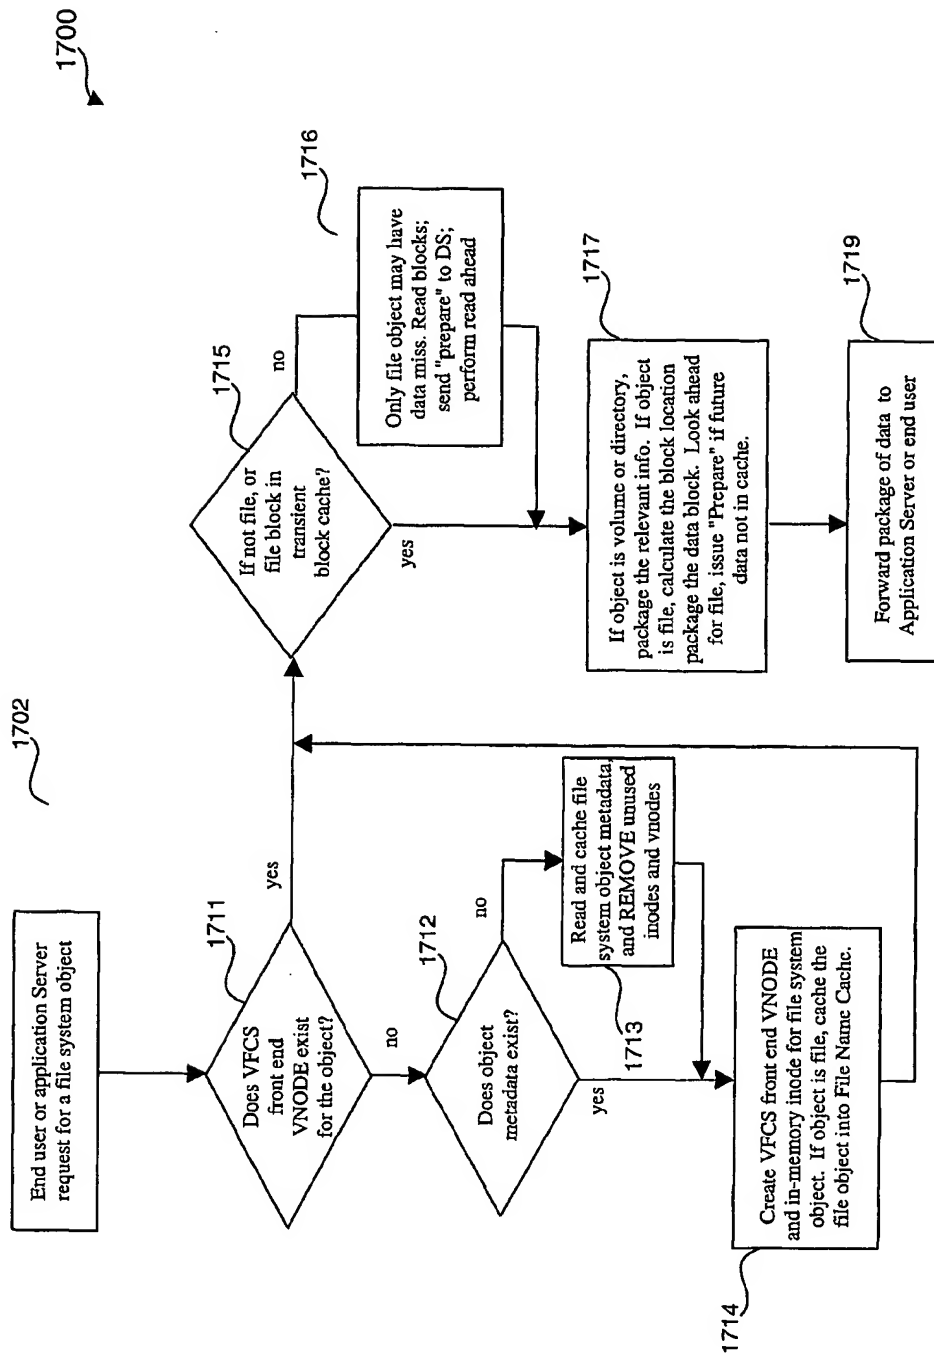 1700
1702
End user or application Server
request for a file system object
1711
Does VFCS
front end
VNODE exist
for the object?
yes
no
1712
Does object
metadata exist?
no
yes
1713
Read and cache file
system object metadata,
and REMOVE unused
inodes and vnodes
1714
Create VFCS front end VNODE
and in-memory inode for file system
object. If object is file, cache the
file object into File Name Cache.
1715
If not file, or
file block in
transient
block cache?
no
yes
1716
Only file object may have
data miss. Read blocks;
send "prepare" to DS;
perform read ahead
1717
If object is volume or directory,
package the relevant info. If object
is file, calculate the block location
package the data block. Look ahead
for file, issue "Prepare" if future
data not in cache.
1719
Forward package of data to
Application Server or end user